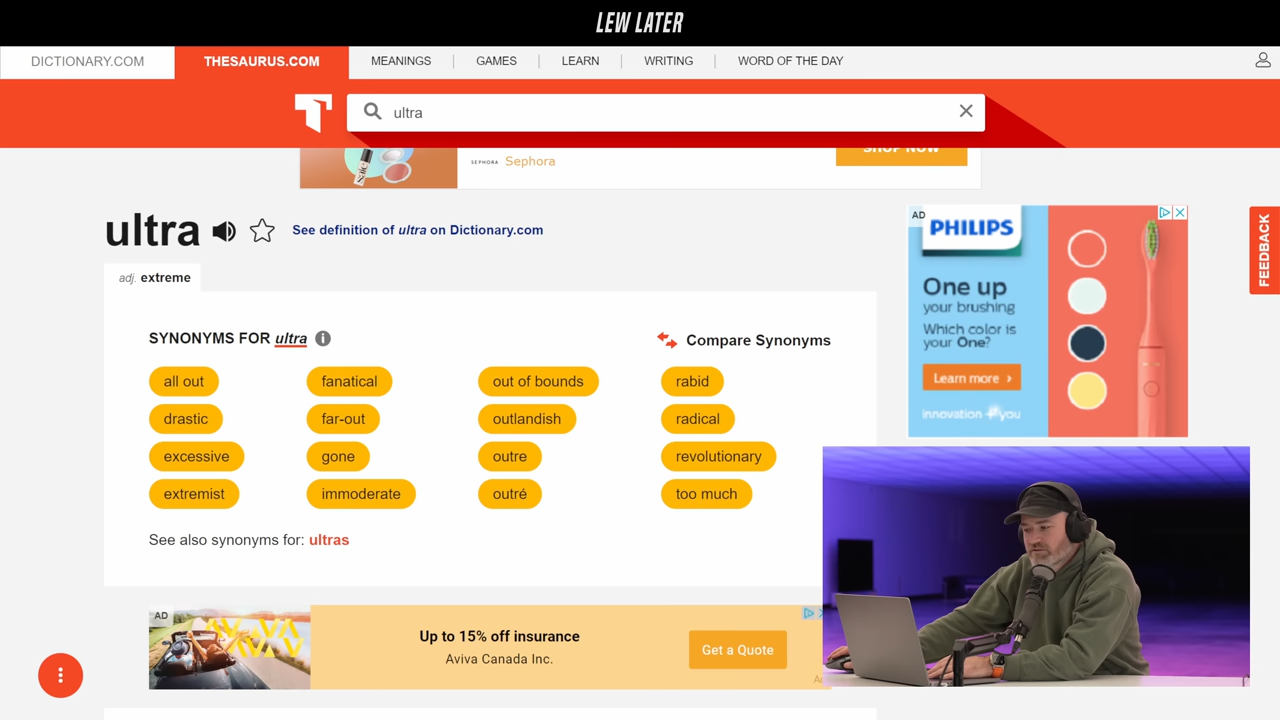 LEW LATER
DICTIONARY.COM
THESAURUS.COM
MEANINGS
GAMES
LEARN
WRITING
WORD OF THE DAY
ultra
SEPHORA
Sephora
SHOP NOW
ultra
See definition of ultra on Dictionary.com
adj. extreme
SYNONYMS FOR ultra
Compare Synonyms
all out
fanatical
out of bounds
rabid
drastic
far-out
outlandish
radical
excessive
gone
outre
revolutionary
extremist
immoderate
outré
too much
See also synonyms for: ultras
AD
PHILIPS
One up
your brushing
Which color is
your One?
Learn more
innovation + you
FEEDBACK
AD
Up to 15% off insurance
Aviva Canada Inc.
Get a Quote